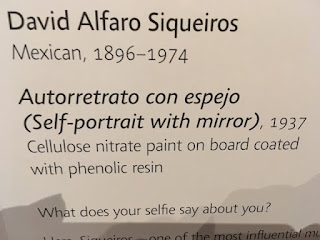 David Alfaro Siqueiros
Mexican, 1896–1974
Autorretrato con espejo
(Self-portrait with mirror), 1937
Cellulose nitrate paint on board coated
with phenolic resin
What does your selfie say about you?
Siqueiros – one of the most influential